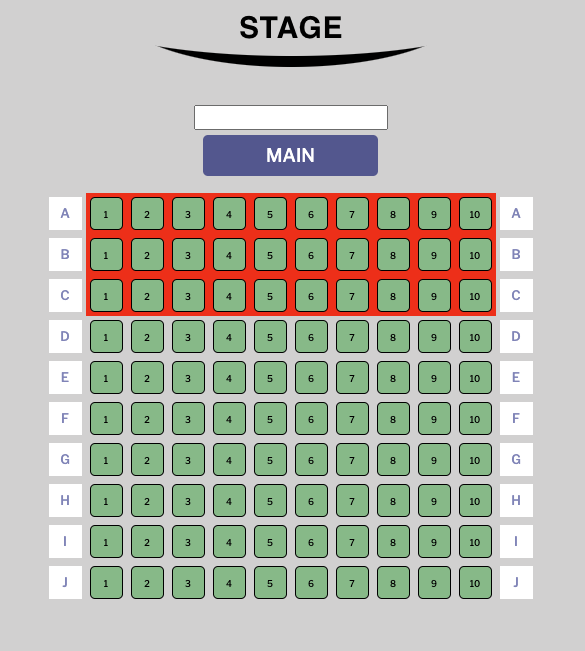 STAGE
MAIN
A 1 2 3 4 5 6 7 8 9 10 A
B 1 2 3 4 5 6 7 8 9 10 B
C 1 2 3 4 5 6 7 8 9 10 C
D 1 2 3 4 5 6 7 8 9 10 D
E 1 2 3 4 5 6 7 8 9 10 E
F 1 2 3 4 5 6 7 8 9 10 F
G 1 2 3 4 5 6 7 8 9 10 G
H 1 2 3 4 5 6 7 8 9 10 H
I 1 2 3 4 5 6 7 8 9 10 I
J 1 2 3 4 5 6 7 8 9 10 J